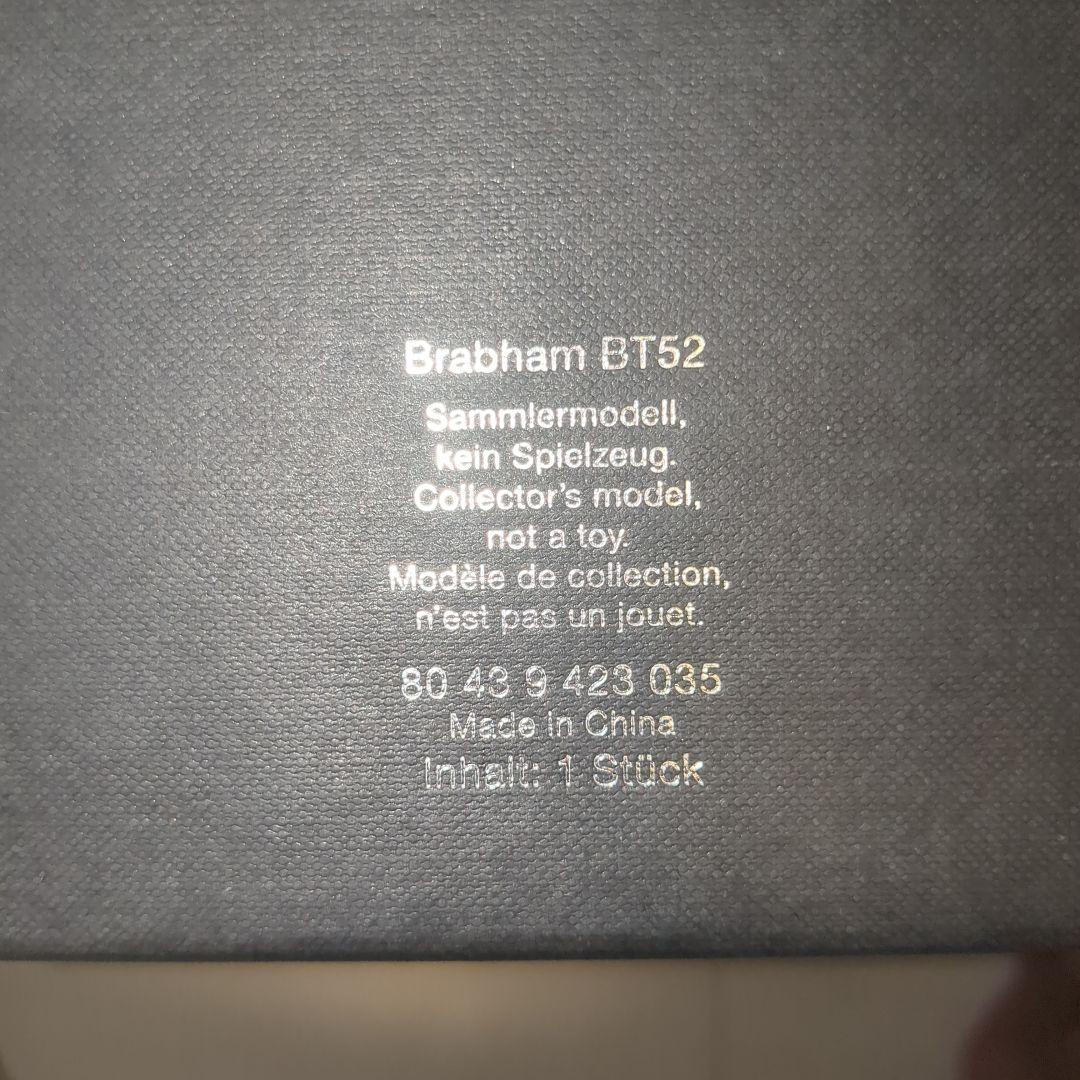 Brabham BT52
Sammlermodell,
kein Spielzeug.
Collector's model,
not a toy.
Modèle de collection,
n'est pas un jouet.
80 43 9 423 035
Made in China
Inhalt: 1 Stück